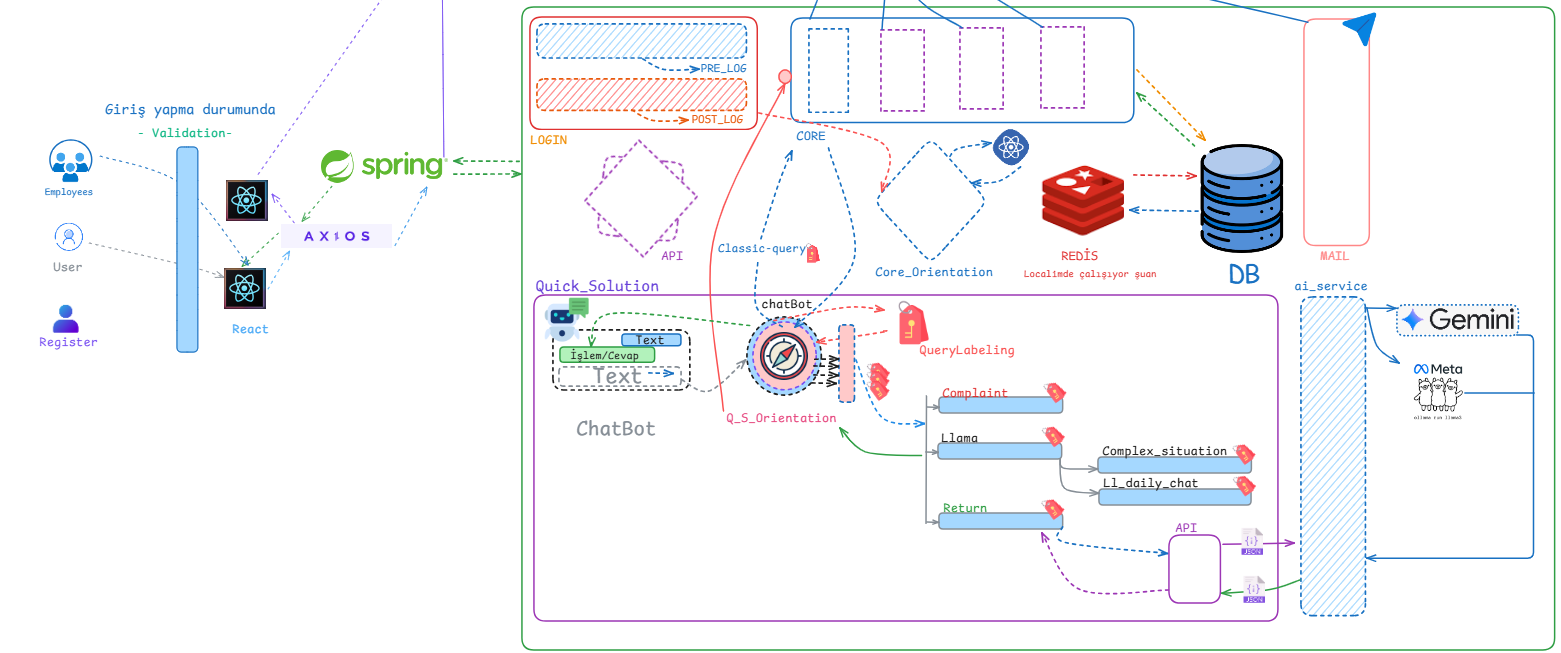 PRE_LOG
POST_LOG
LOGIN
Giriş yapma durumunda
- Validation-
Employees
User
Register
React
spring
AXIOS
API
CORE
Classic-query
Core_Orientation
REDİS
Localimde çalışıyor şuan
DB
MAIL
Quick_Solution
chatBot
Text
İşlem/Cevap
Text
ChatBot
QueryLabeling
Q_S_Orientation
Complaint
Llama
Complex_situation
Ll_daily_chat
Return
API
JSON
JSON
ai_service
Gemini
Meta
ollama run llama3